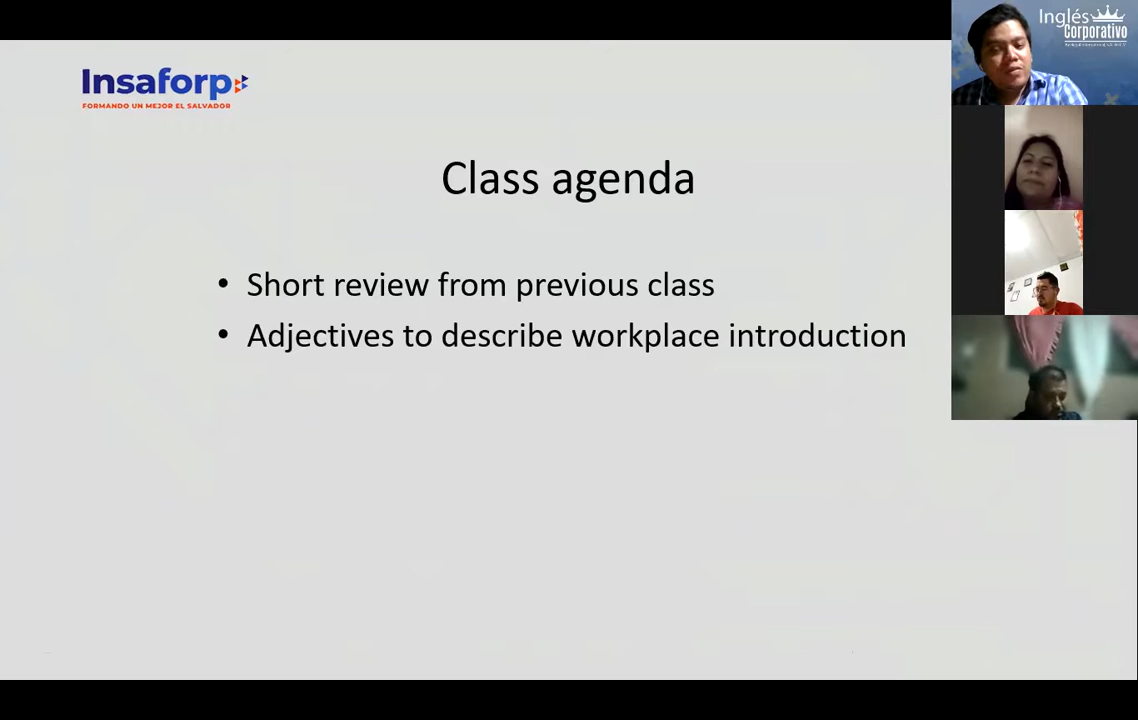 Insaforp
FORMANDO UN MEJOR EL SALVADOR
Inglés
Corporativo
Class agenda
• Short review from previous class
• Adjectives to describe workplace introduction